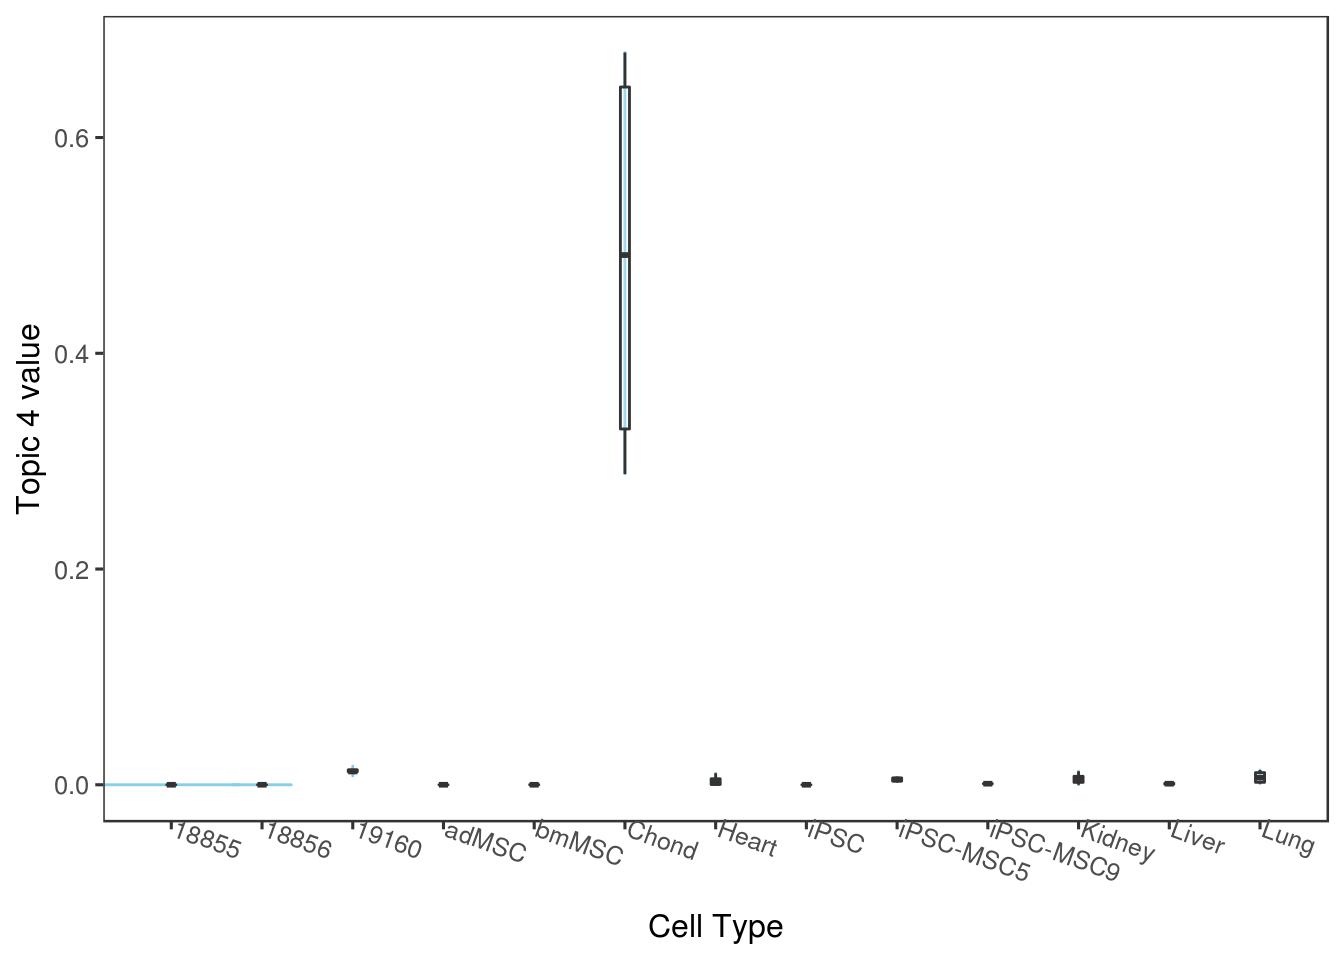 0.6
0.4
0.2
0.0
Topic 4 value
18855
18856
19160
adMSC
bmMSC
Chond
Heart
iPSC
iPSC-MSC5
iPSC-MSC9
Kidney
Liver
Lung
Cell Type